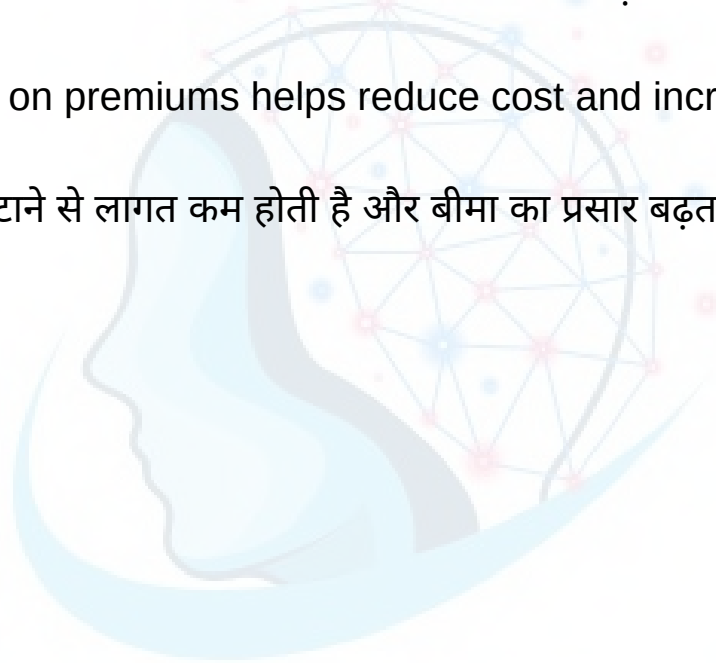 on premiums helps reduce cost and incr
टाने से लागत कम होती है और बीमा का प्रसार बढ़त